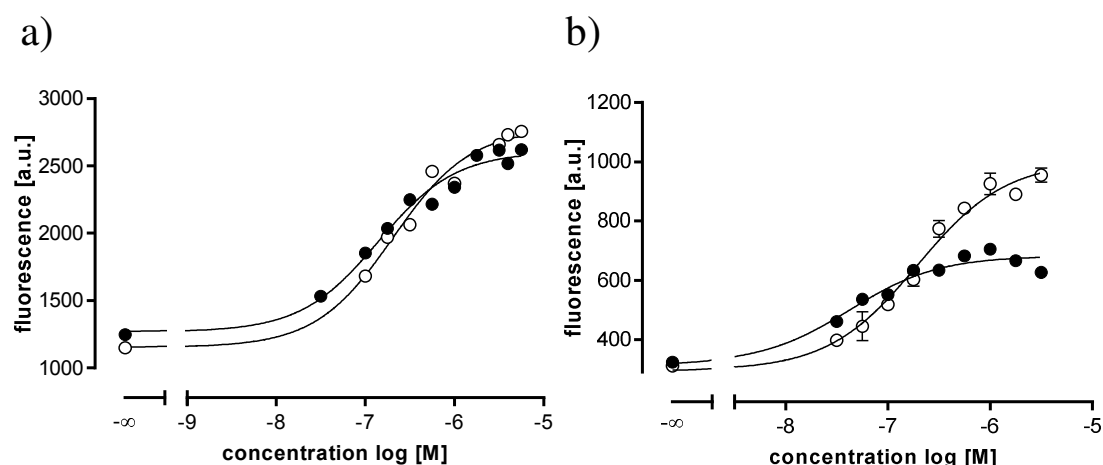 a)
fluorescence [a.u.]
3000
2500
2000
1500
1000
-∞ -9 -8 -7 -6 -5
concentration log [M]
b)
fluorescence [a.u.]
1200
1000
800
600
400
-∞ -8 -7 -6 -5
concentration log [M]